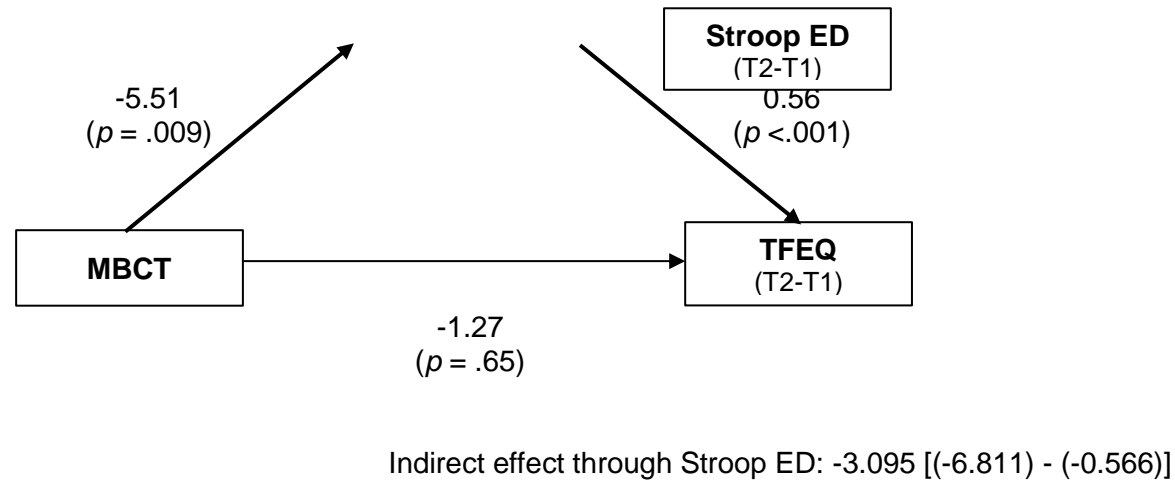 Stroop ED
(T2-T1)
-5.51
(p = .009)
0.56
(p <.001)
MBCT
TFEQ
(T2-T1)
-1.27
(p = .65)
Indirect effect through Stroop ED: -3.095 [(-6.811) - (-0.566)]